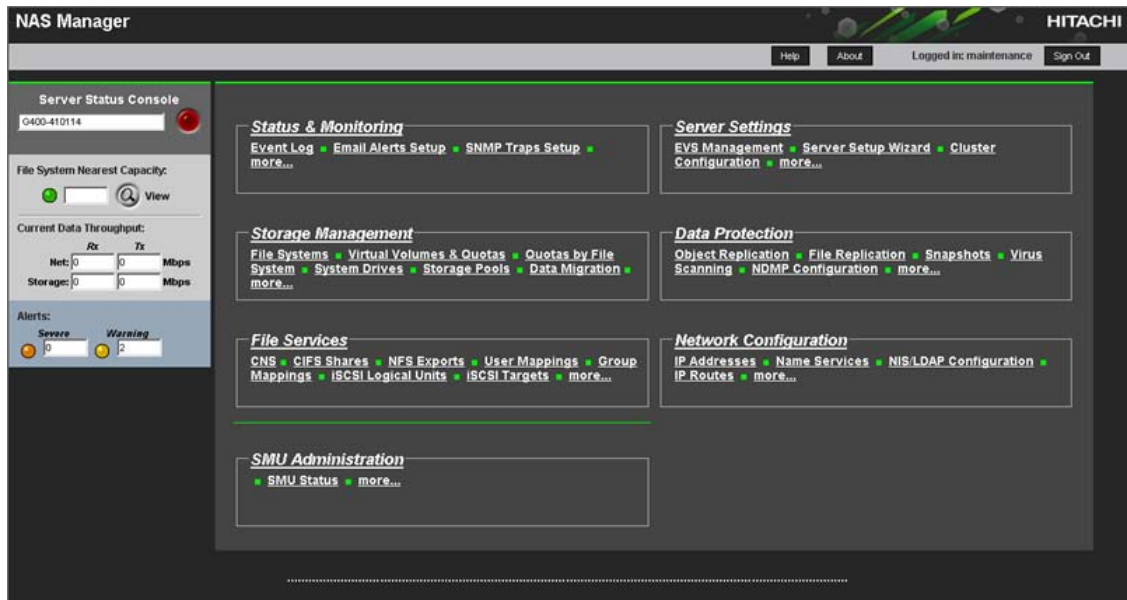 NAS Manager
HITACHI
Help
About
Logged in: maintenance
Sign Out
Server Status Console
G400-410114
File System Nearest Capacity:
View
Current Data Throughput:
Rx Tx
Net: 0 0 Mbps
Storage: 0 0 Mbps
Alerts:
Severe Warning
0 2
Status & Monitoring
Event Log Email Alerts Setup SNMP Traps Setup
more...
Server Settings
EVS Management Server Setup Wizard Cluster
Configuration more...
Storage Management
File Systems Virtual Volumes & Quotas Quotas by File
System System Drives Storage Pools Data Migration
more...
Data Protection
Object Replication File Replication Snapshots Virus
Scanning NDMP Configuration more...
File Services
CNS CIFS Shares NFS Exports User Mappings Group
Mappings iSCSI Logical Units iSCSI Targets more...
Network Configuration
IP Addresses Name Services NIS/LDAP Configuration
IP Routes more...
SMU Administration
SMU Status more...